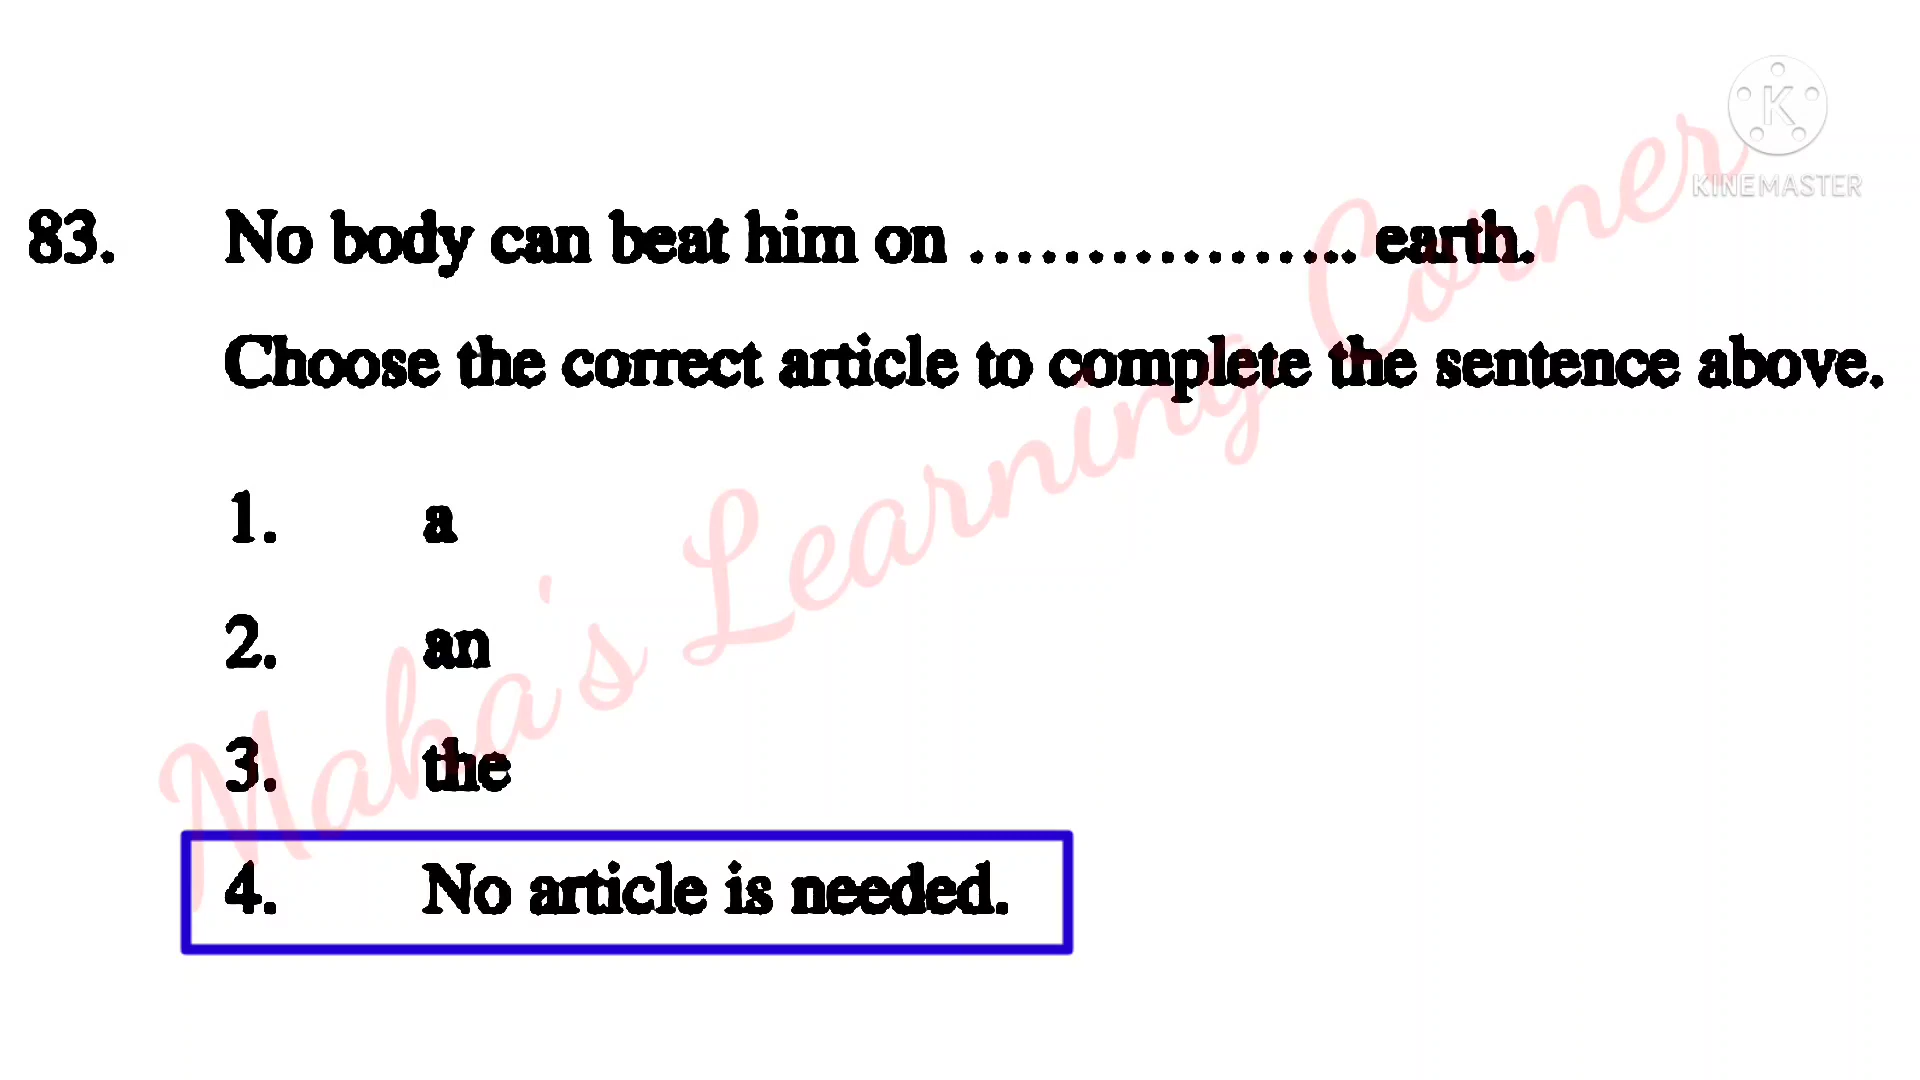 K
KINEMASTER
83. No body can beat him on ................. earth.
Choose the correct article to complete the sentence above.
1. a
2. an
3. the
4. No article is needed.
Maha's Learning Corner